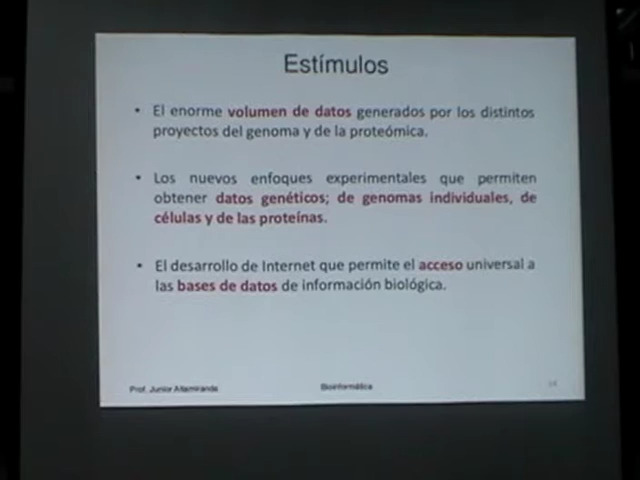 Estímulos
• El enorme volumen de datos generados por los distintos
proyectos del genoma y de la proteómica.
• Los nuevos enfoques experimentales que permiten
obtener datos genéticos; de genomas individuales, de
células y de las proteínas.
• El desarrollo de Internet que permite el acceso universal a
las bases de datos de información biológica.
Prof. Junior Altamiranda Bioinformática